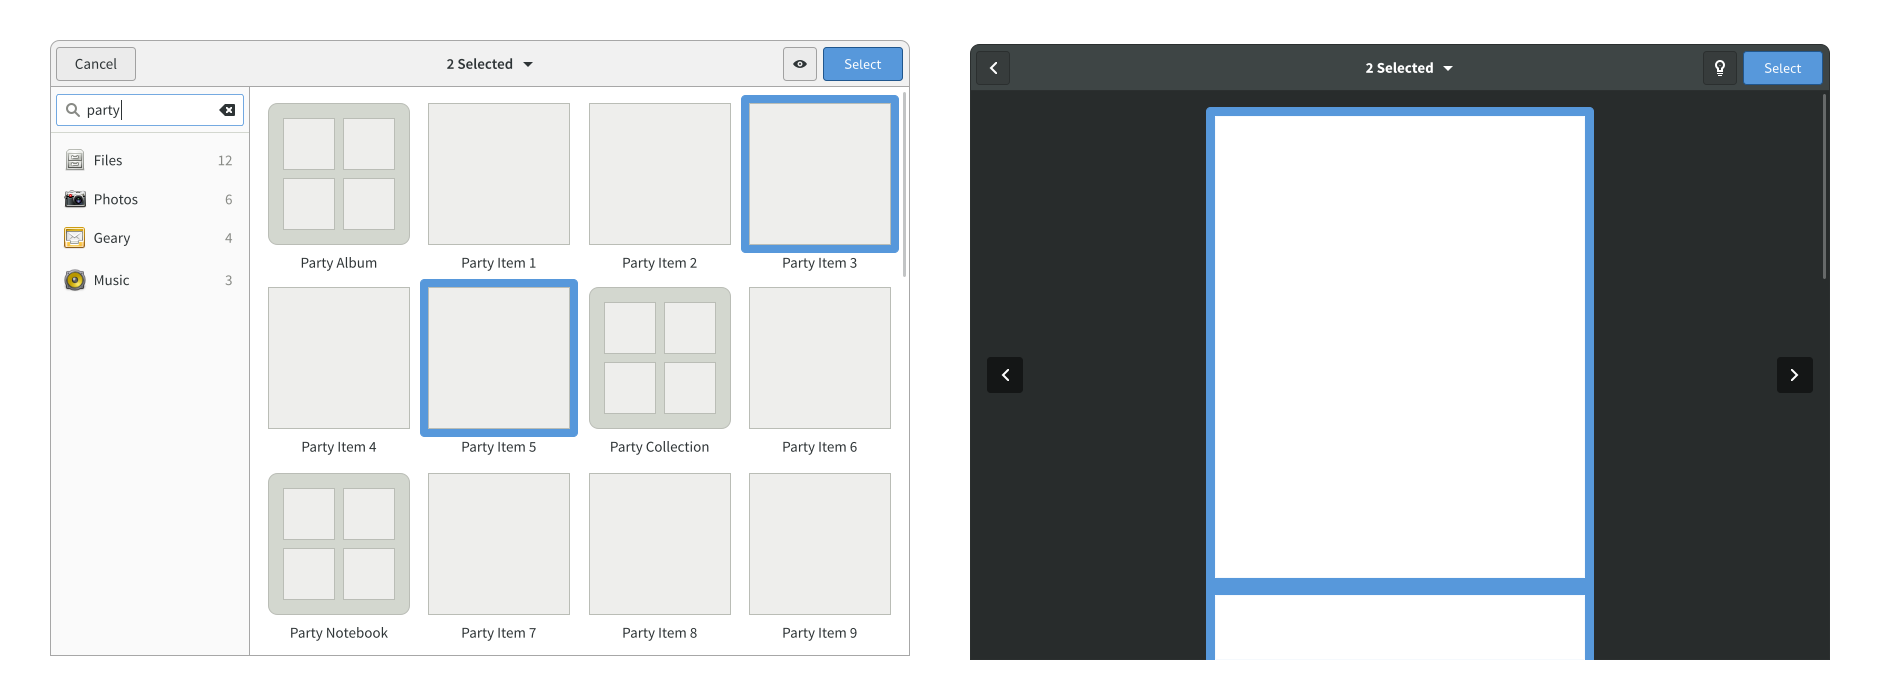 Cancel
2 Selected
Select
party
Files 12
Photos 6
Geary 4
Music 3
Party Album
Party Item 1
Party Item 2
Party Item 3
Party Item 4
Party Item 5
Party Collection
Party Item 6
Party Notebook
Party Item 7
Party Item 8
Party Item 9
2 Selected
Select